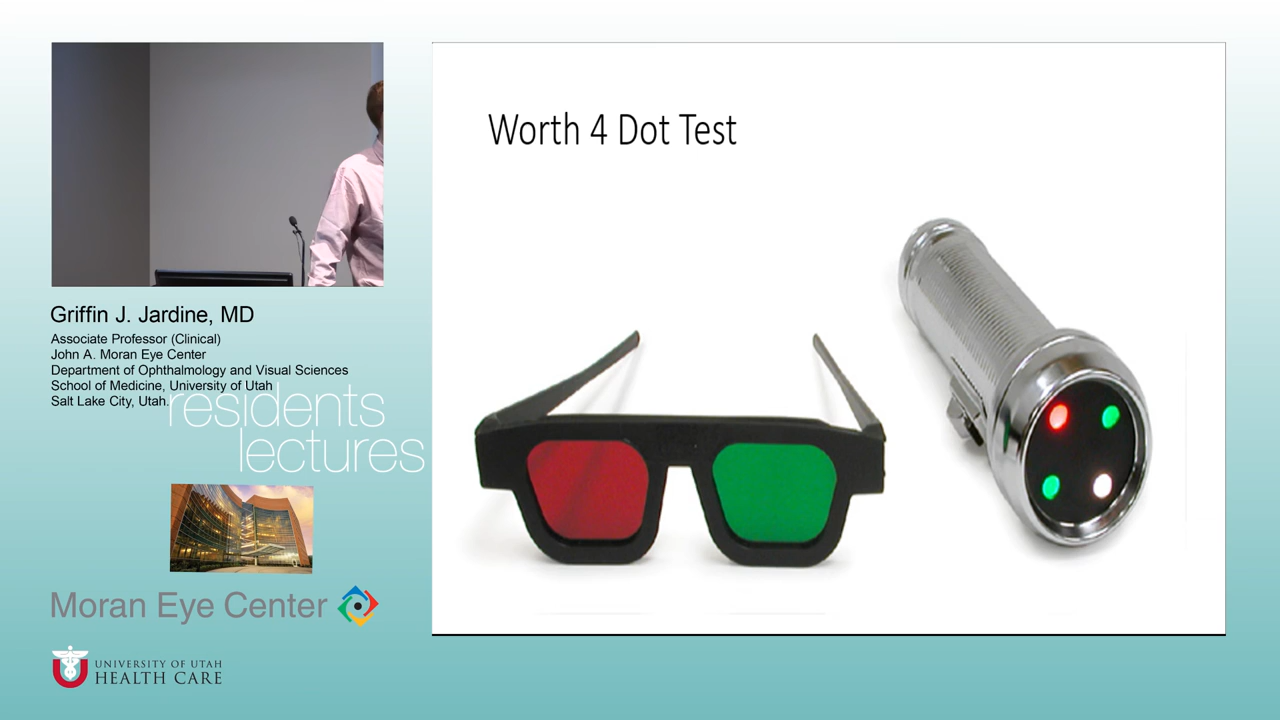 Worth 4 Dot Test
Griffin J. Jardine, MD
Associate Professor (Clinical)
John A. Moran Eye Center
Department of Ophthalmology and Visual Sciences
School of Medicine, University of Utah
Salt Lake City, Utah.
residents
lectures
Moran Eye Center
U
UNIVERSITY OF UTAH
HEALTH CARE